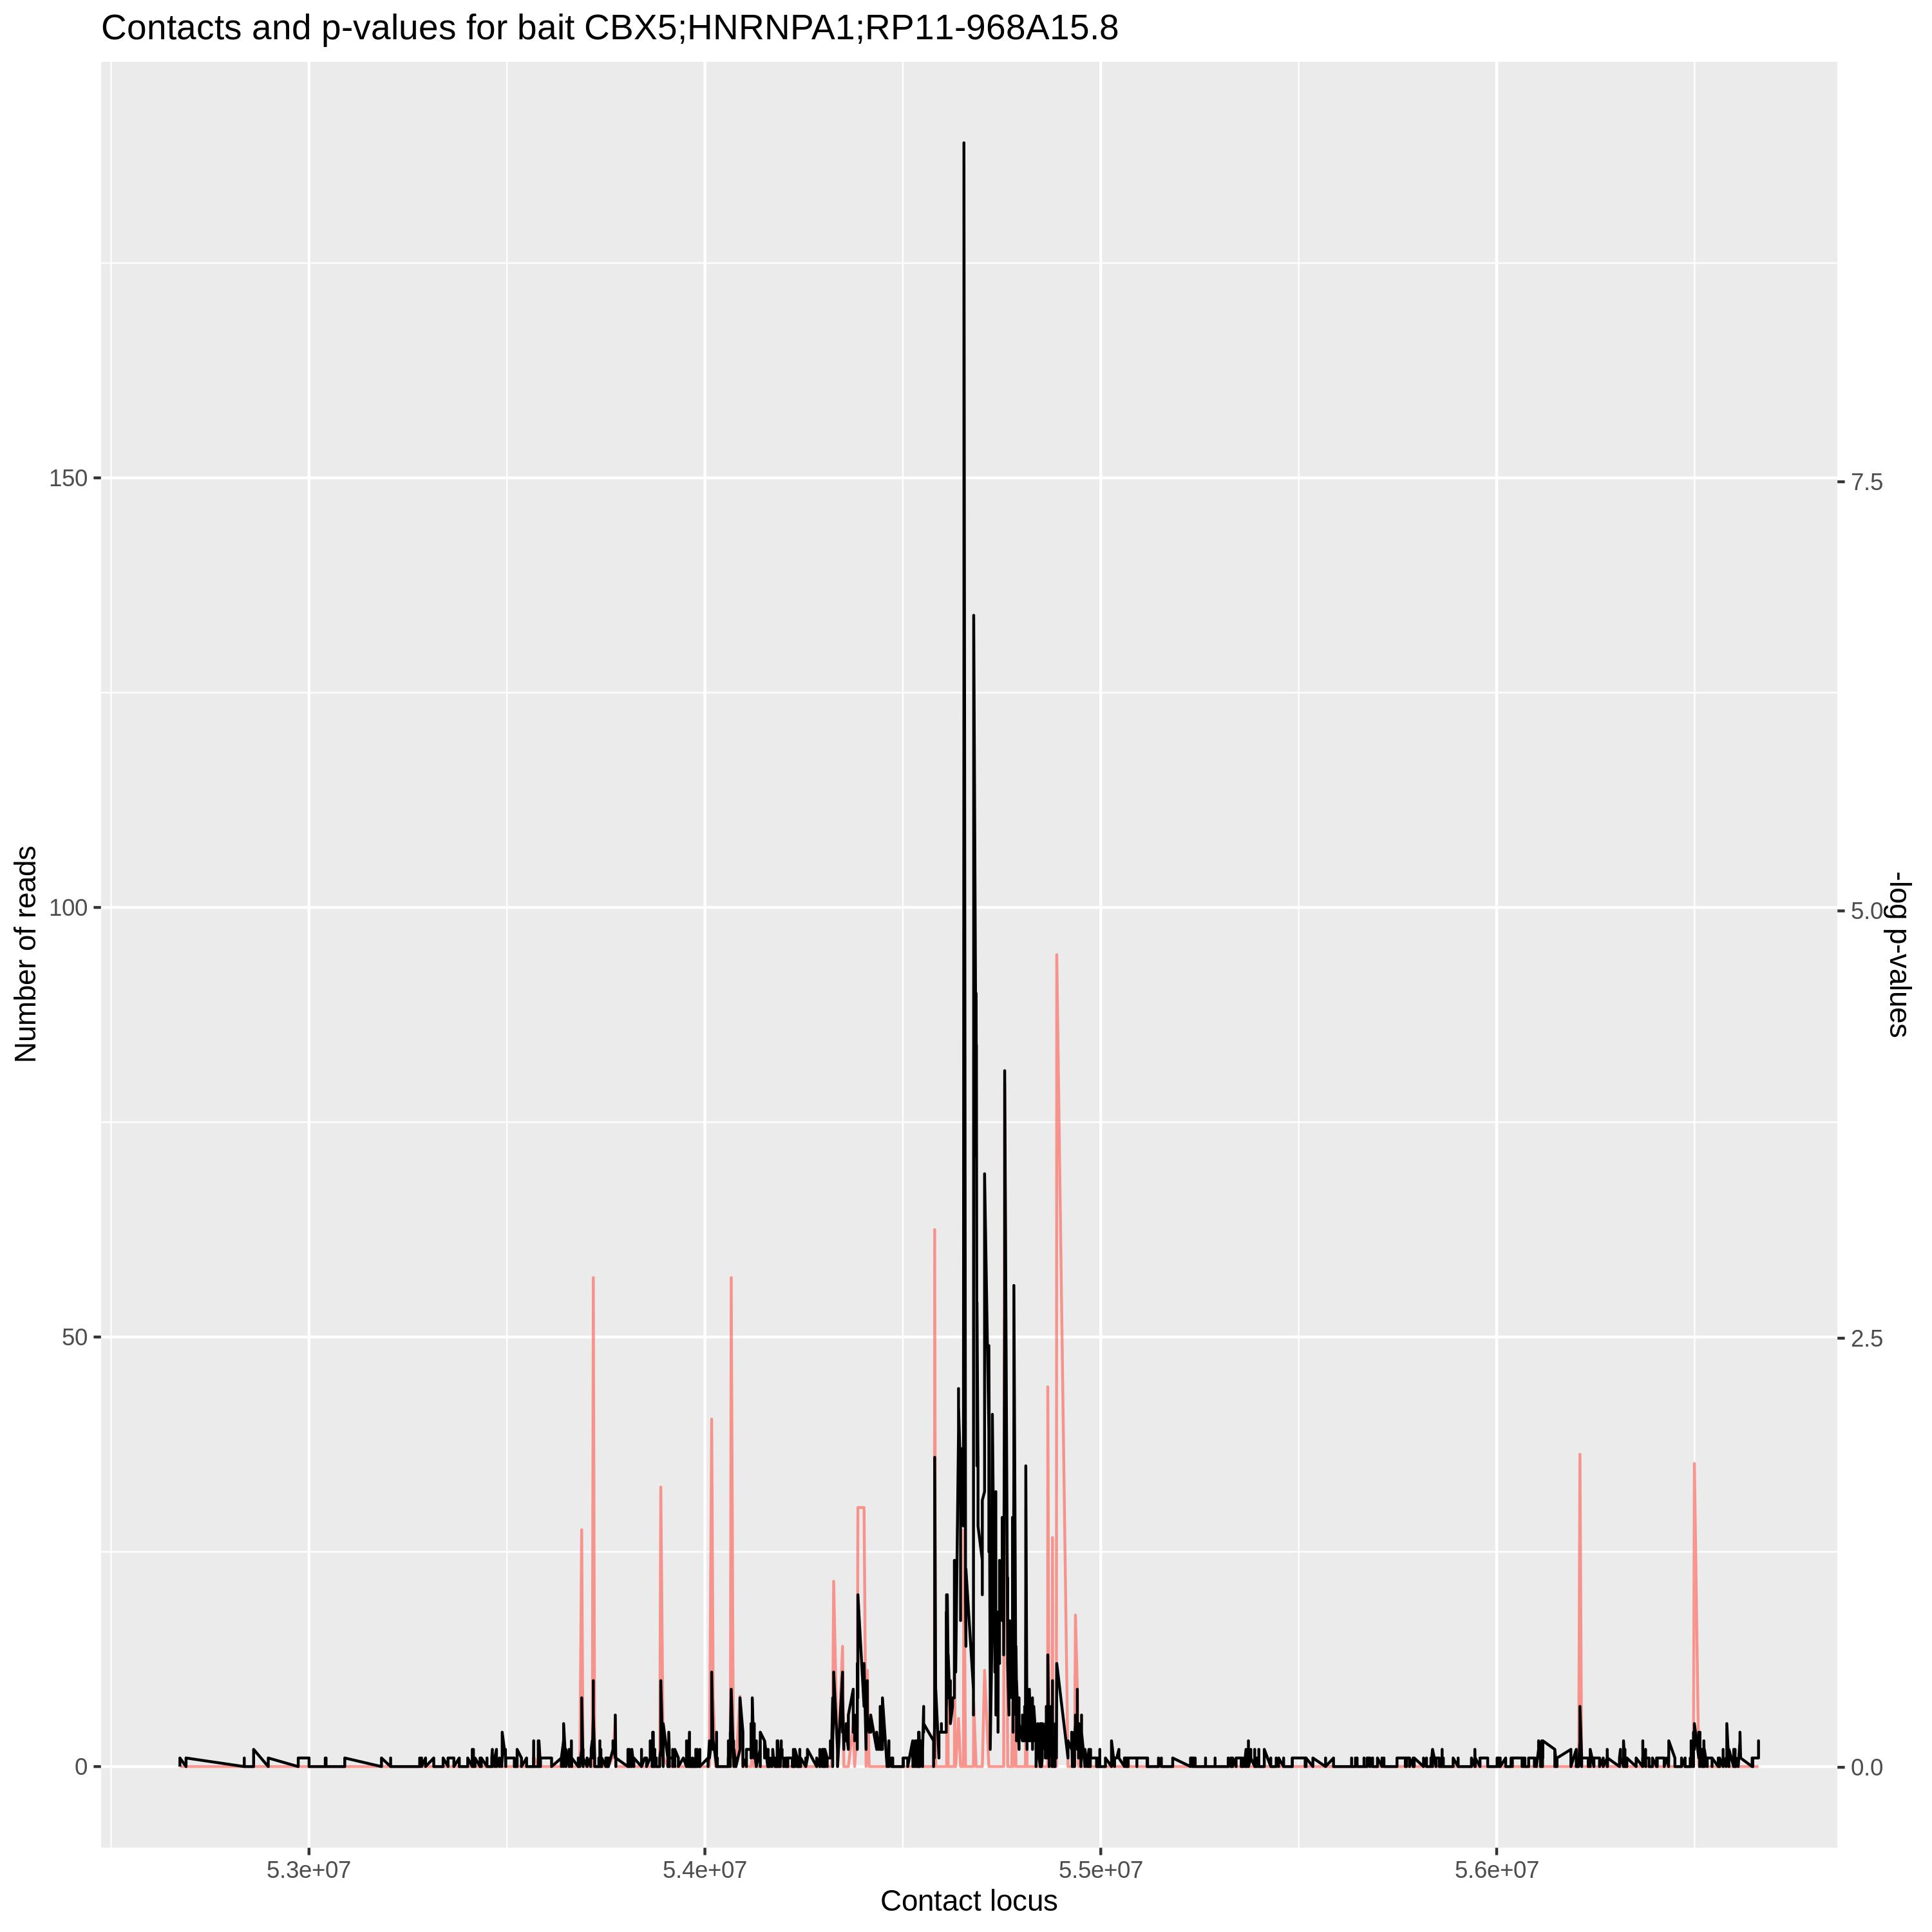 Contacts and p-values for bait CBX5;HNRNPA1;RP11-968A15.8
Number of reads
150
100
50
0
7.5
5.0
2.5
0.0
-log p-values
5.3e+07
5.4e+07
5.5e+07
5.6e+07
Contact locus